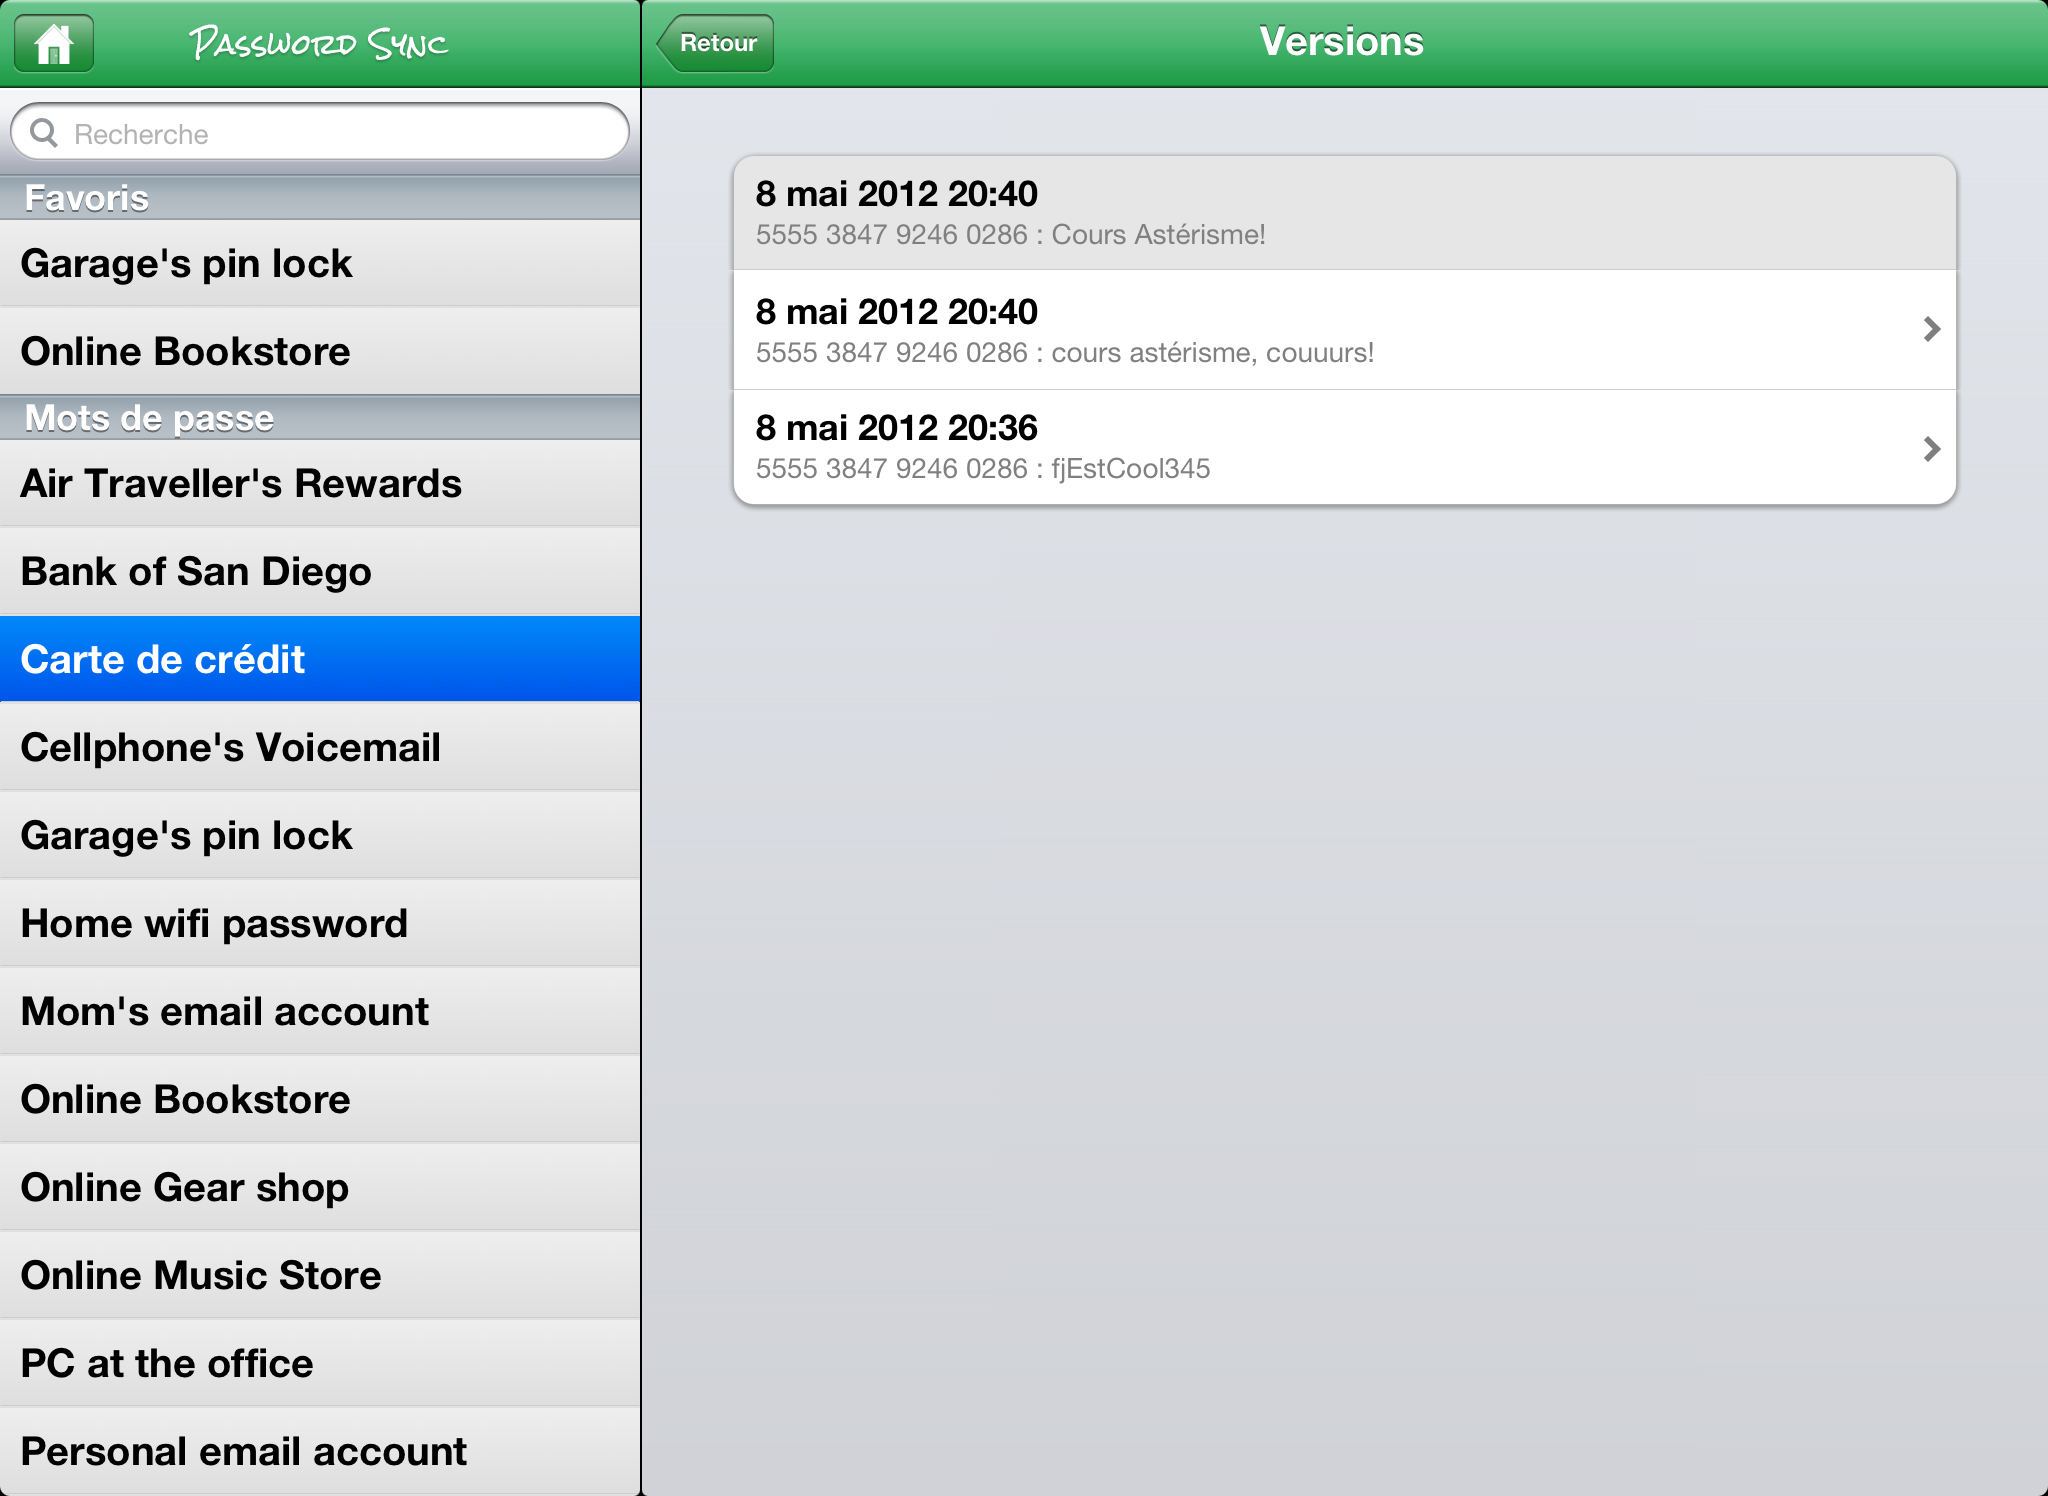 Password Sync
Recherche
Favoris
Garage's pin lock
Online Bookstore
Mots de passe
Air Traveller's Rewards
Bank of San Diego
Carte de crédit
Cellphone's Voicemail
Garage's pin lock
Home wifi password
Mom's email account
Online Bookstore
Online Gear shop
Online Music Store
PC at the office
Personal email account
Retour
Versions
8 mai 2012 20:40
5555 3847 9246 0286 : Cours Astérisme!
8 mai 2012 20:40
5555 3847 9246 0286 : cours astérisme, couuurs!
8 mai 2012 20:36
5555 3847 9246 0286 : fjEstCool345